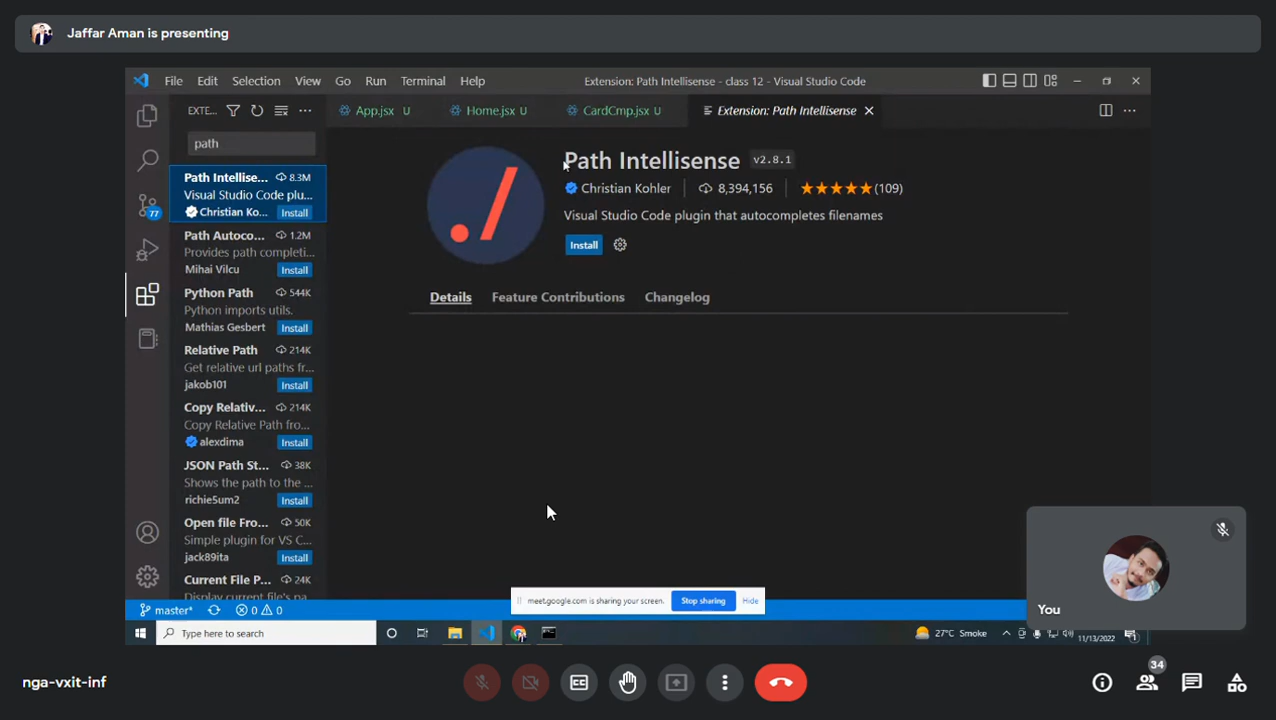 Jaffar Aman is presenting
File Edit Selection View Go Run Terminal Help
Extension: Path Intellisense - class 12 - Visual Studio Code
EXTE...
App.jsx U
Home.jsx U
CardCmp.jsx U
Extension: Path Intellisense
path
Path Intellise... 8.3M
Visual Studio Code plu...
Christian Ko... Install
Path Autoco... 1.2M
Provides path completi...
Mihai Vilcu Install
Python Path 544K
Python imports utils.
Mathias Gesbert Install
Relative Path 214K
Get relative url paths fr...
jakob101 Install
Copy Relativ... 214K
Copy Relative Path fro...
alexdima Install
JSON Path St... 38K
Shows the path to the ...
richie5um2 Install
Open file Fro... 50K
Simple plugin for VS C...
jack89ita Install
Current File P... 24K
Display current file's pa...
77
./
Path Intellisense v2.8.1
Christian Kohler 8,394,156 (109)
Visual Studio Code plugin that autocompletes filenames
Install
Details Feature Contributions Changelog
meet.google.com is sharing your screen. Stop sharing Hide
You
master* 0 0
Type here to search
27°C Smoke
11/13/2022
nga-vxit-inf
34